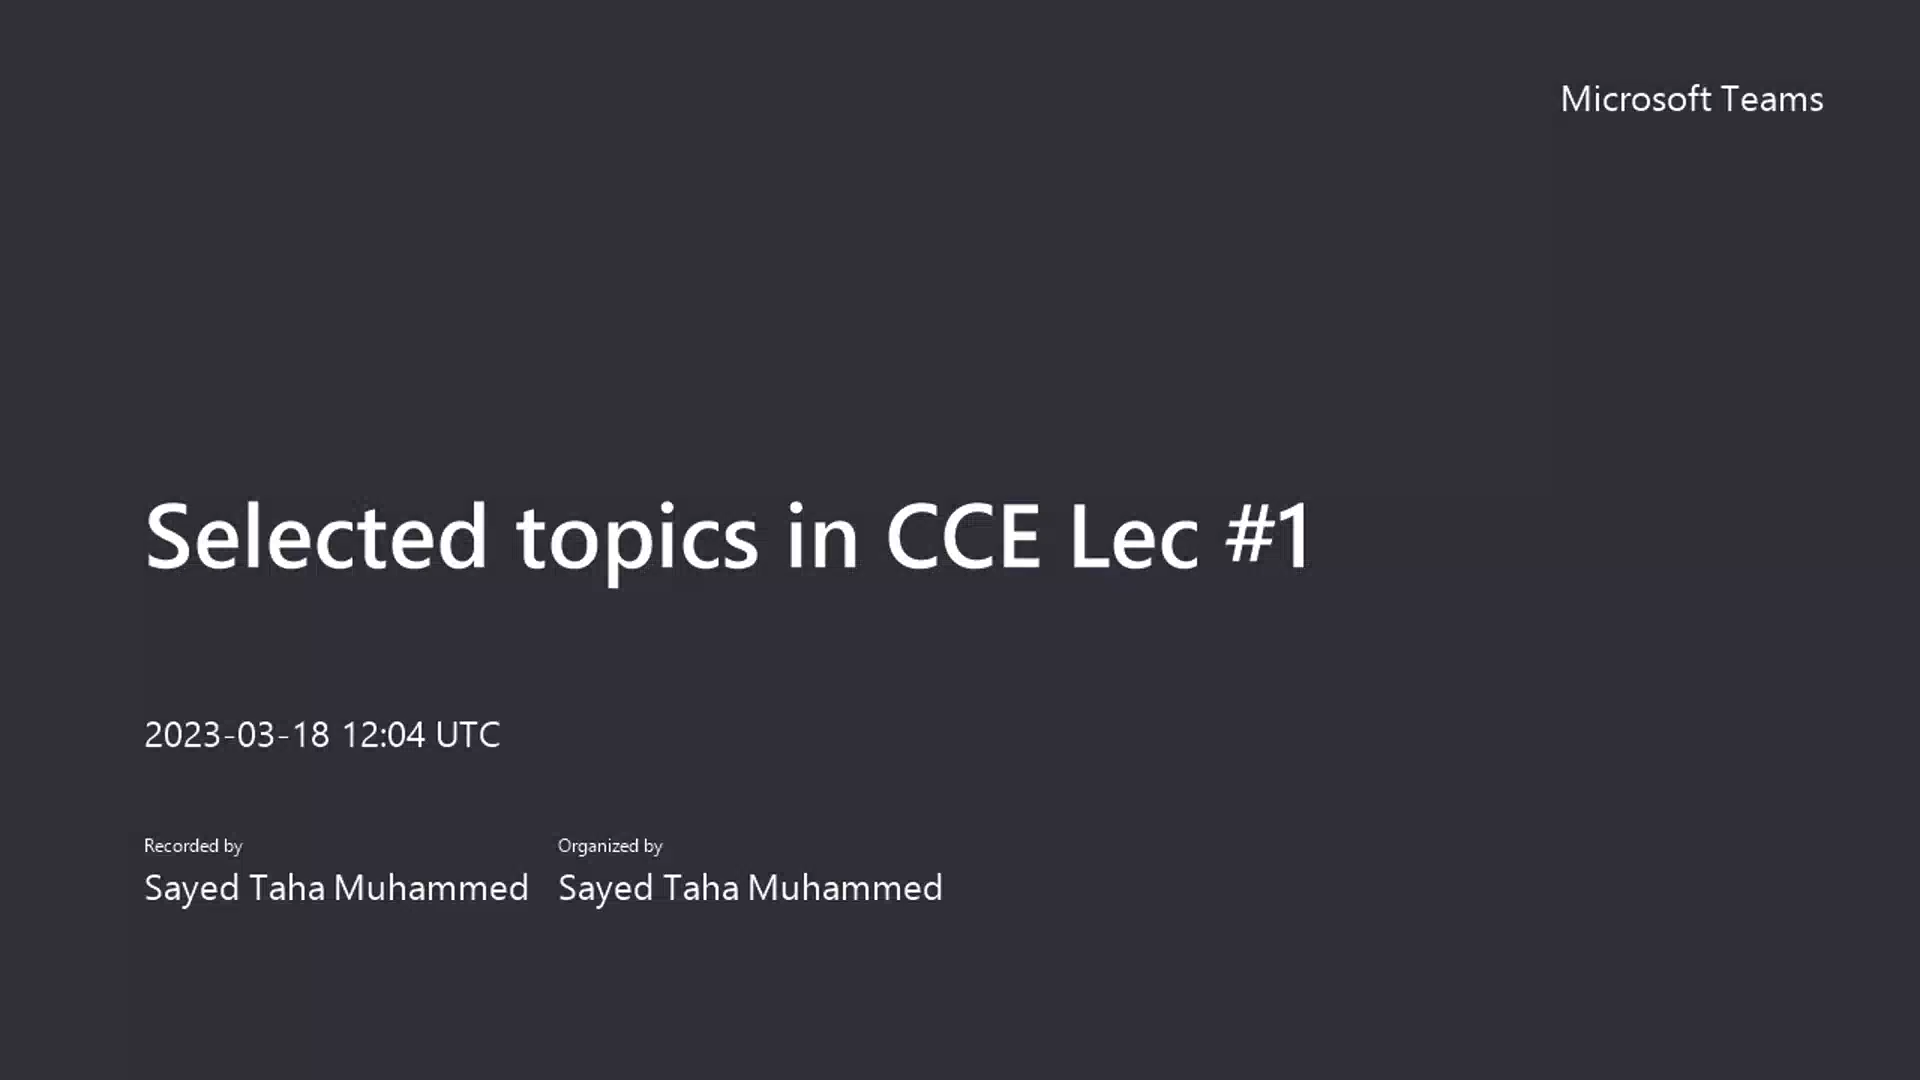 Microsoft Teams
Selected topics in CCE Lec #1
2023-03-18 12:04 UTC
Recorded by Organized by
Sayed Taha Muhammed Sayed Taha Muhammed